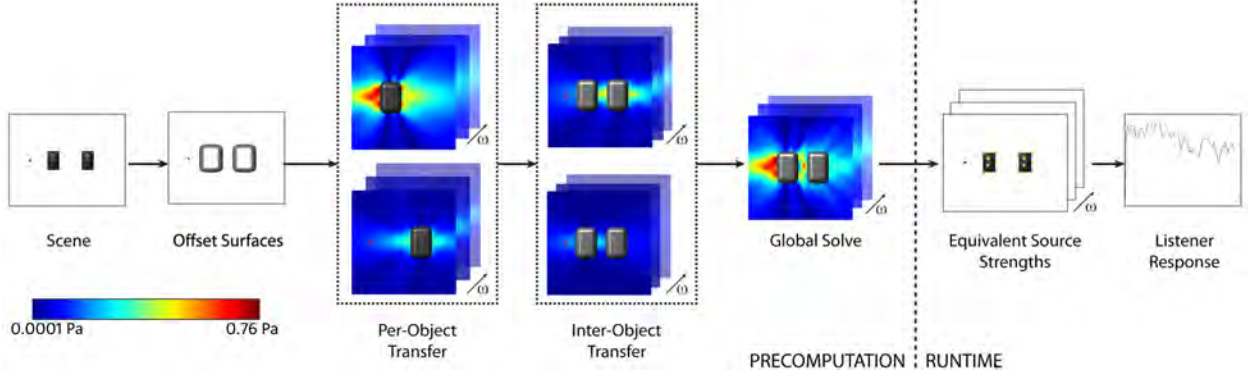 ω
ω
ω
ω
ω
ω
Scene
Offset Surfaces
Global Solve
Equivalent Source
Strengths
Listener
Response
0.0001 Pa
0.76 Pa
Per-Object
Transfer
Inter-Object
Transfer
PRECOMPUTATION
RUNTIME